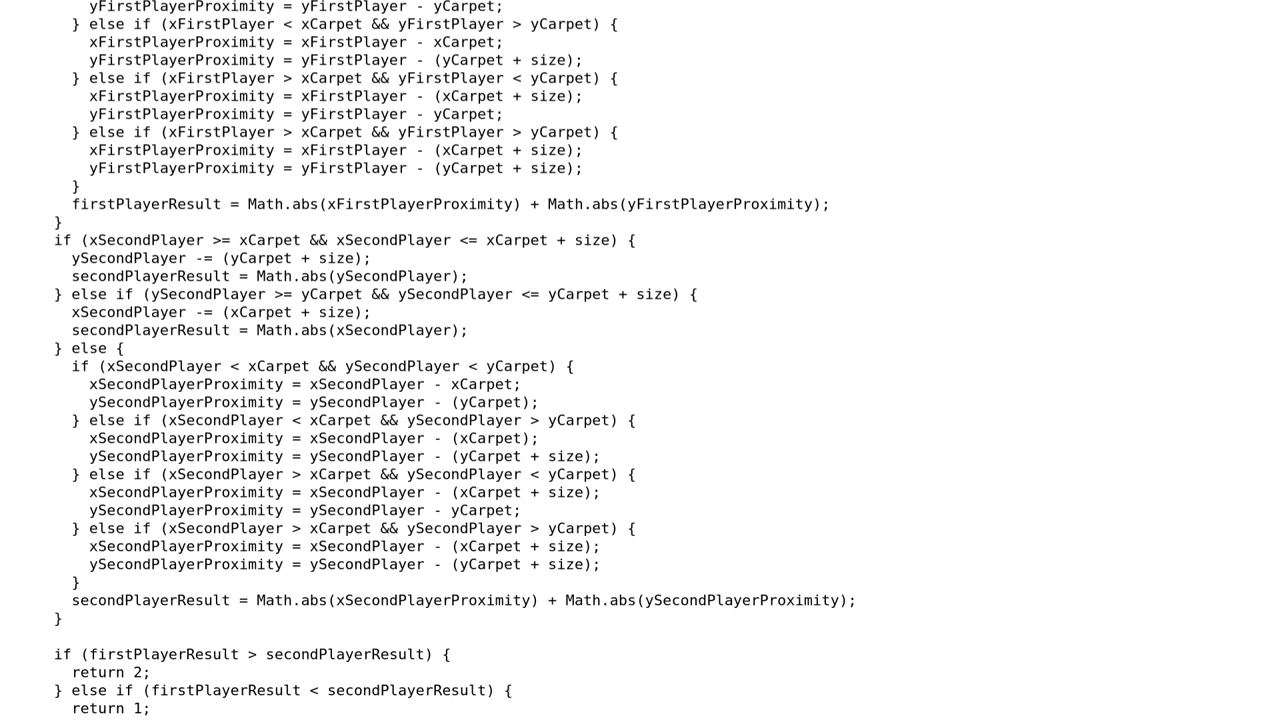 yFirstPlayerProximity = yFirstPlayer - yCarpet;
} else if (xFirstPlayer < xCarpet && yFirstPlayer > yCarpet) {
xFirstPlayerProximity = xFirstPlayer - xCarpet;
yFirstPlayerProximity = yFirstPlayer - (yCarpet + size);
} else if (xFirstPlayer > xCarpet && yFirstPlayer < yCarpet) {
xFirstPlayerProximity = xFirstPlayer - (xCarpet + size);
yFirstPlayerProximity = yFirstPlayer - yCarpet;
} else if (xFirstPlayer > xCarpet && yFirstPlayer > yCarpet) {
xFirstPlayerProximity = xFirstPlayer - (xCarpet + size);
yFirstPlayerProximity = yFirstPlayer - (yCarpet + size);
}
firstPlayerResult = Math.abs(xFirstPlayerProximity) + Math.abs(yFirstPlayerProximity);
}
if (xSecondPlayer >= xCarpet && xSecondPlayer <= xCarpet + size) {
ySecondPlayer -= (yCarpet + size);
secondPlayerResult = Math.abs(ySecondPlayer);
} else if (ySecondPlayer >= yCarpet && ySecondPlayer <= yCarpet + size) {
xSecondPlayer -= (xCarpet + size);
secondPlayerResult = Math.abs(xSecondPlayer);
} else {
if (xSecondPlayer < xCarpet && ySecondPlayer < yCarpet) {
xSecondPlayerProximity = xSecondPlayer - xCarpet;
ySecondPlayerProximity = ySecondPlayer - (yCarpet);
} else if (xSecondPlayer < xCarpet && ySecondPlayer > yCarpet) {
xSecondPlayerProximity = xSecondPlayer - (xCarpet);
ySecondPlayerProximity = ySecondPlayer - (yCarpet + size);
} else if (xSecondPlayer > xCarpet && ySecondPlayer < yCarpet) {
xSecondPlayerProximity = xSecondPlayer - (xCarpet + size);
ySecondPlayerProximity = ySecondPlayer - yCarpet;
} else if (xSecondPlayer > xCarpet && ySecondPlayer > yCarpet) {
xSecondPlayerProximity = xSecondPlayer - (xCarpet + size);
ySecondPlayerProximity = ySecondPlayer - (yCarpet + size);
}
secondPlayerResult = Math.abs(xSecondPlayerProximity) + Math.abs(ySecondPlayerProximity);
}
if (firstPlayerResult > secondPlayerResult) {
return 2;
} else if (firstPlayerResult < secondPlayerResult) {
return 1;